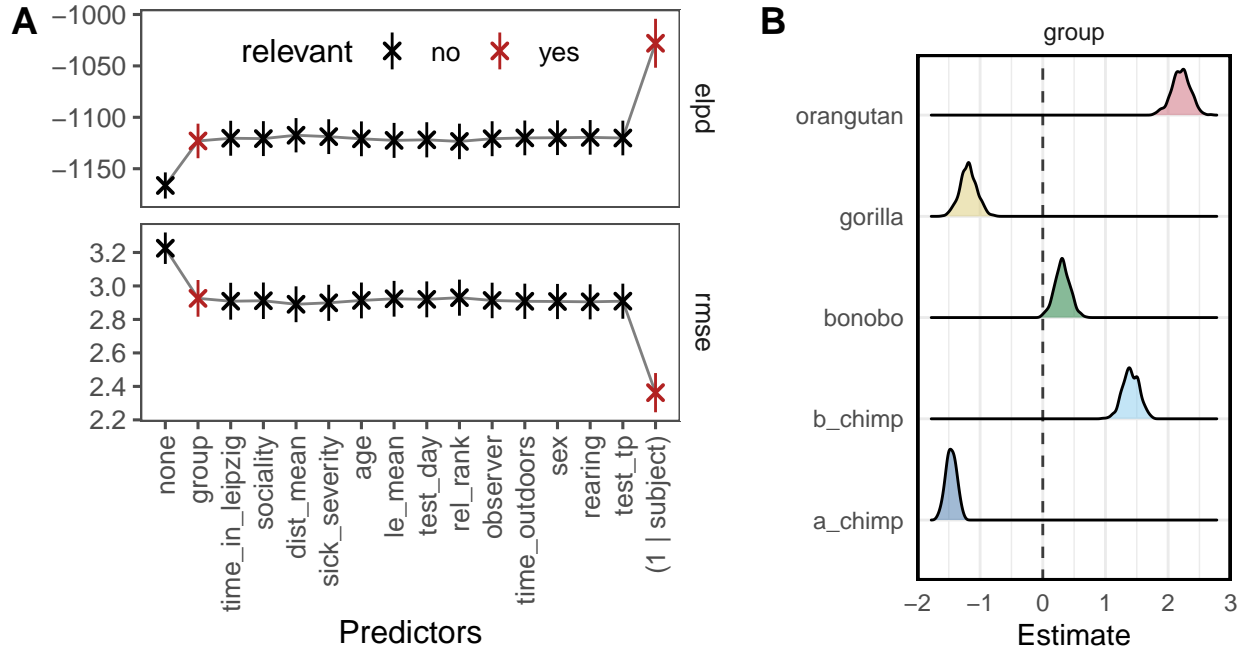 A
−1000
−1050
−1100
−1150
relevant no yes
elpd
3.2
3.0
2.8
2.6
2.4
2.2
rmse
none
group
time_in_leipzig
sociality
dist_mean
sick_severity
age
le_mean
test_day
rel_rank
observer
time_outdoors
sex
rearing
test_tp
(1 | subject)
Predictors
B
group
orangutan
gorilla
bonobo
b_chimp
a_chimp
−2 −1 0 1 2 3
Estimate